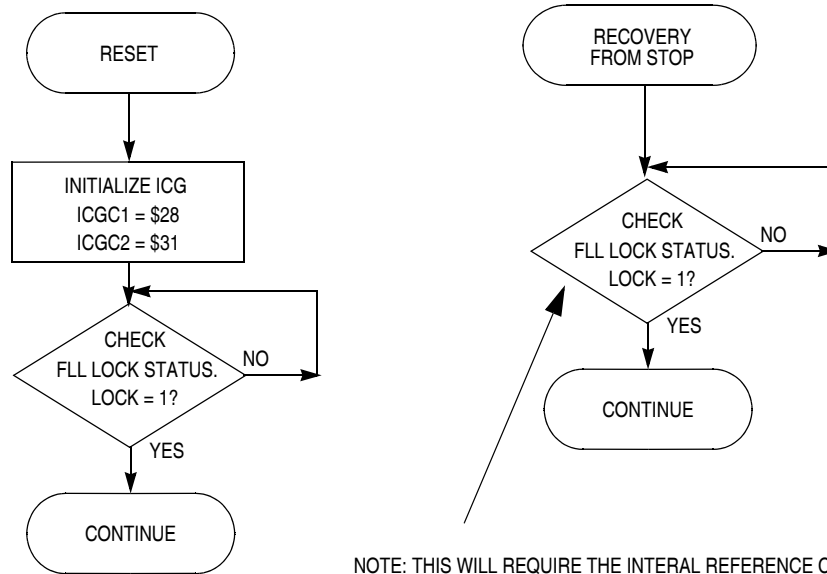 RESET
INITIALIZE ICG
ICGC1 = $28
ICGC2 = $31
CHECK
FLL LOCK STATUS.
LOCK = 1?
NO
YES
CONTINUE
RECOVERY
FROM STOP
CHECK
FLL LOCK STATUS.
LOCK = 1?
NO
YES
CONTINUE
NOTE: THIS WILL REQUIRE THE INTERAL REFERENCE